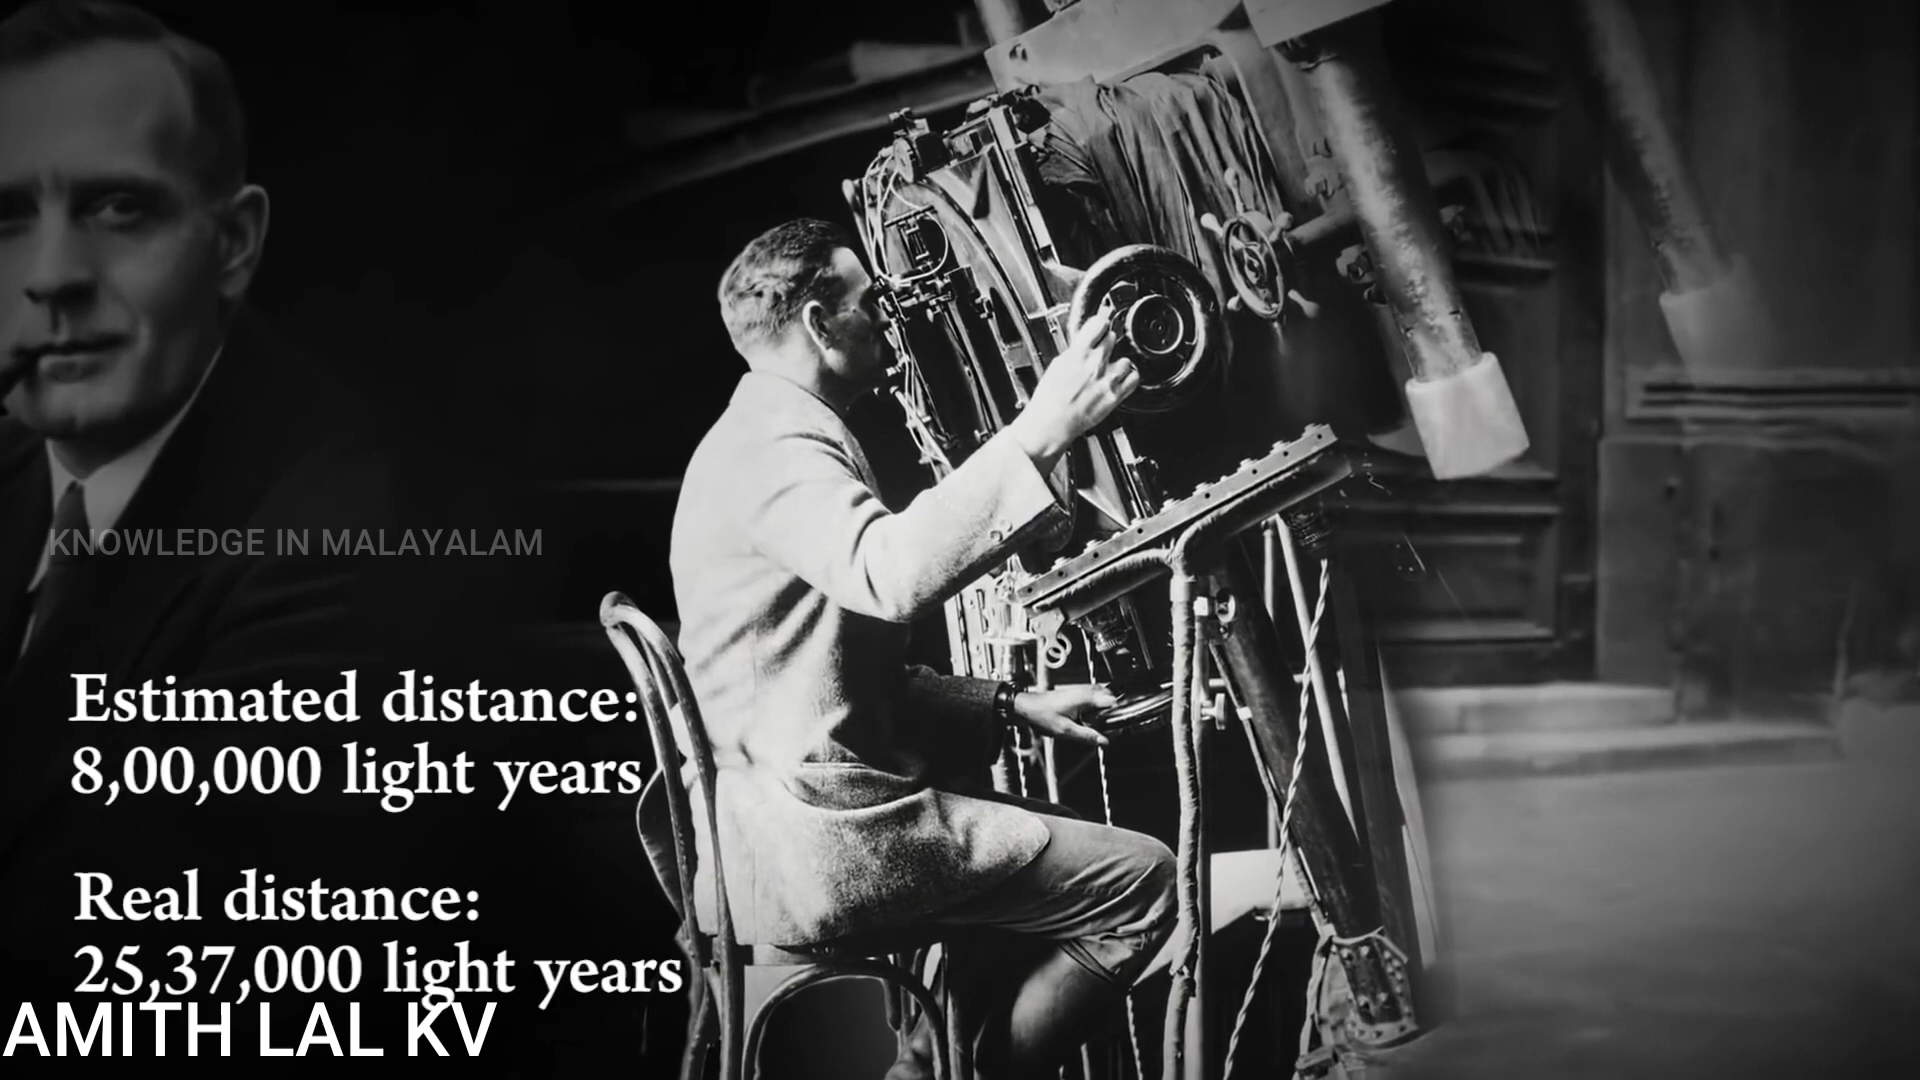 KNOWLEDGE IN MALAYALAM
Estimated distance:
8,00,000 light years
Real distance:
25,37,000 light years
AMITH LAL KV